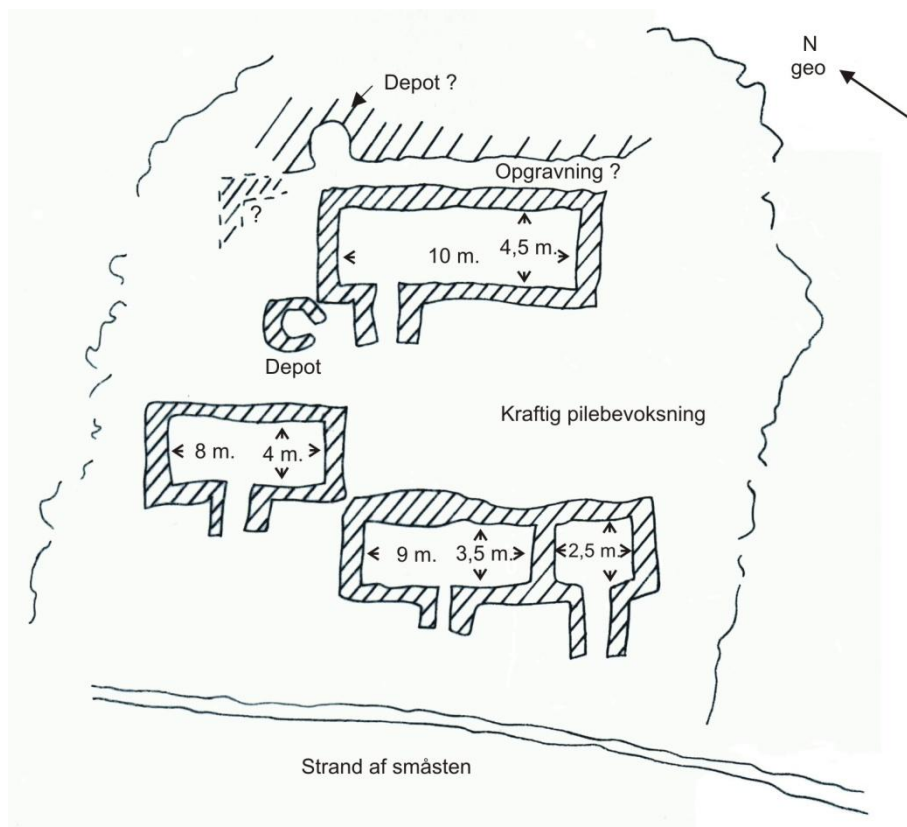 N
geo
Depot ?
Opgravning ?
?
4,5 m.
10 m.
Depot
Kraftig pilebevoksning
8 m.
4 m.
9 m.
3,5 m.
2,5 m.
Strand af småsten